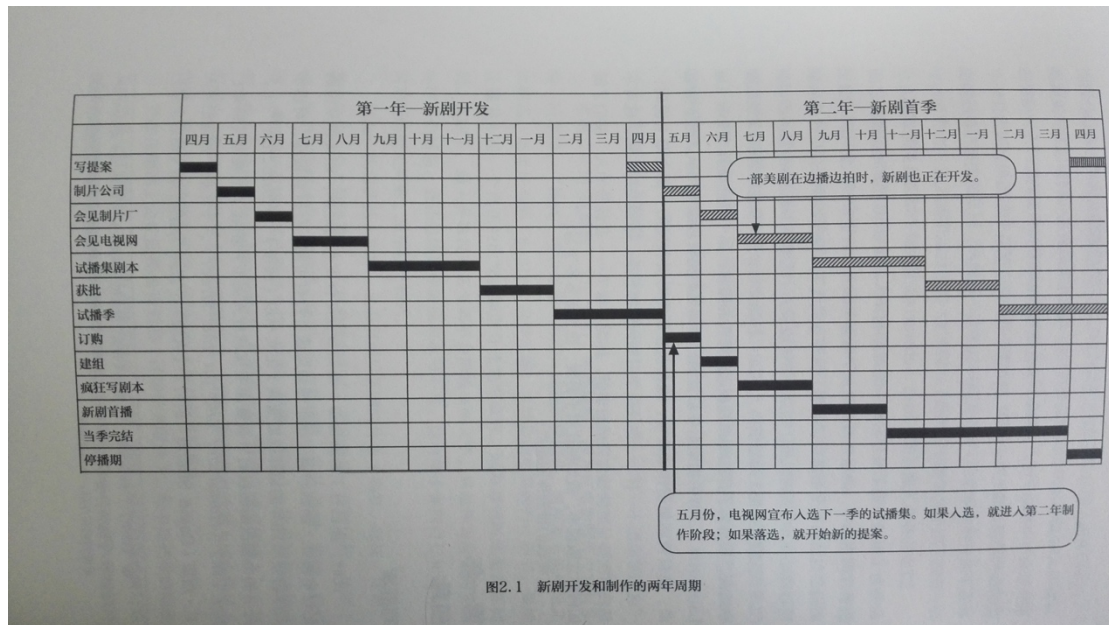 第一年—新剧开发 第二年—新剧首季
四月 五月 六月 七月 八月 九月 十月 十一月 十二月 一月 二月 三月 四月 五月 六月 七月 八月 九月 十月 十一月 十二月 一月 二月 三月 四月
写提案
一部美剧在边播边拍时，新剧也正在开发。
制片公司
会见制片厂
会见电视网
试播集剧本
获批
试播季
订购
建组
疯狂写剧本
新剧首播
当季完结
停播期
五月份，电视网宣布入选下一季的试播集。如果入选，就进入第二年制
作阶段；如果落选，就开始新的提案。
图2.1 新剧开发和制作的两年周期